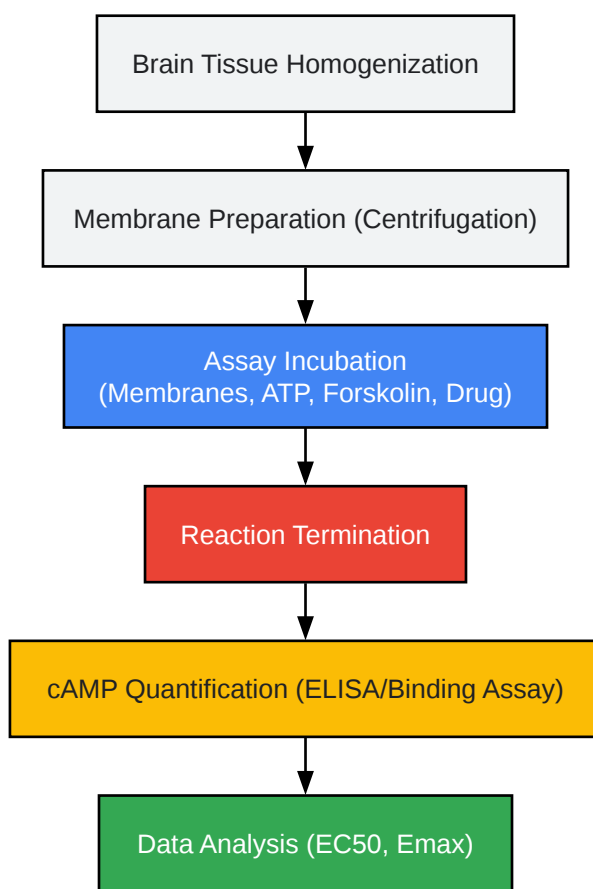 Brain Tissue Homogenization
Membrane Preparation (Centrifugation)
Assay Incubation
(Membranes, ATP, Forskolin, Drug)
Reaction Termination
cAMP Quantification (ELISA/Binding Assay)
Data Analysis (EC50, Emax)